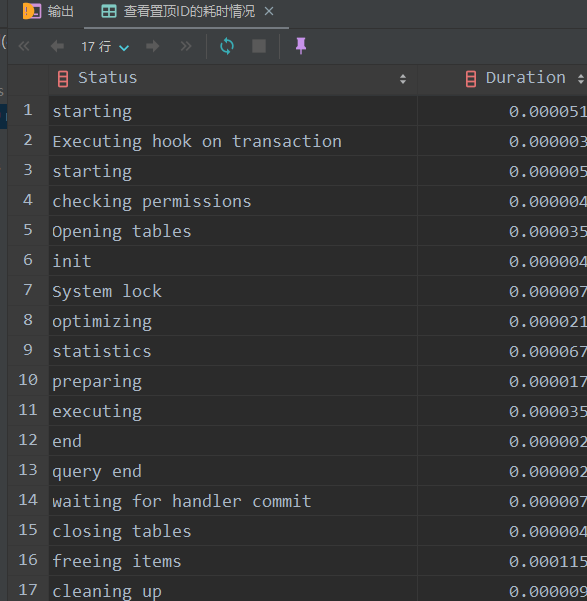 输出 查看置顶ID的耗时情况
17 行
Status Duration
1 starting 0.000051
2 Executing hook on transaction 0.000003
3 starting 0.000005
4 checking permissions 0.000004
5 Opening tables 0.000035
6 init 0.000004
7 System lock 0.000007
8 optimizing 0.000021
9 statistics 0.000067
10 preparing 0.000017
11 executing 0.000035
12 end 0.000002
13 query end 0.000002
14 waiting for handler commit 0.000007
15 closing tables 0.000004
16 freeing items 0.000115
17 cleaning up 0.000009